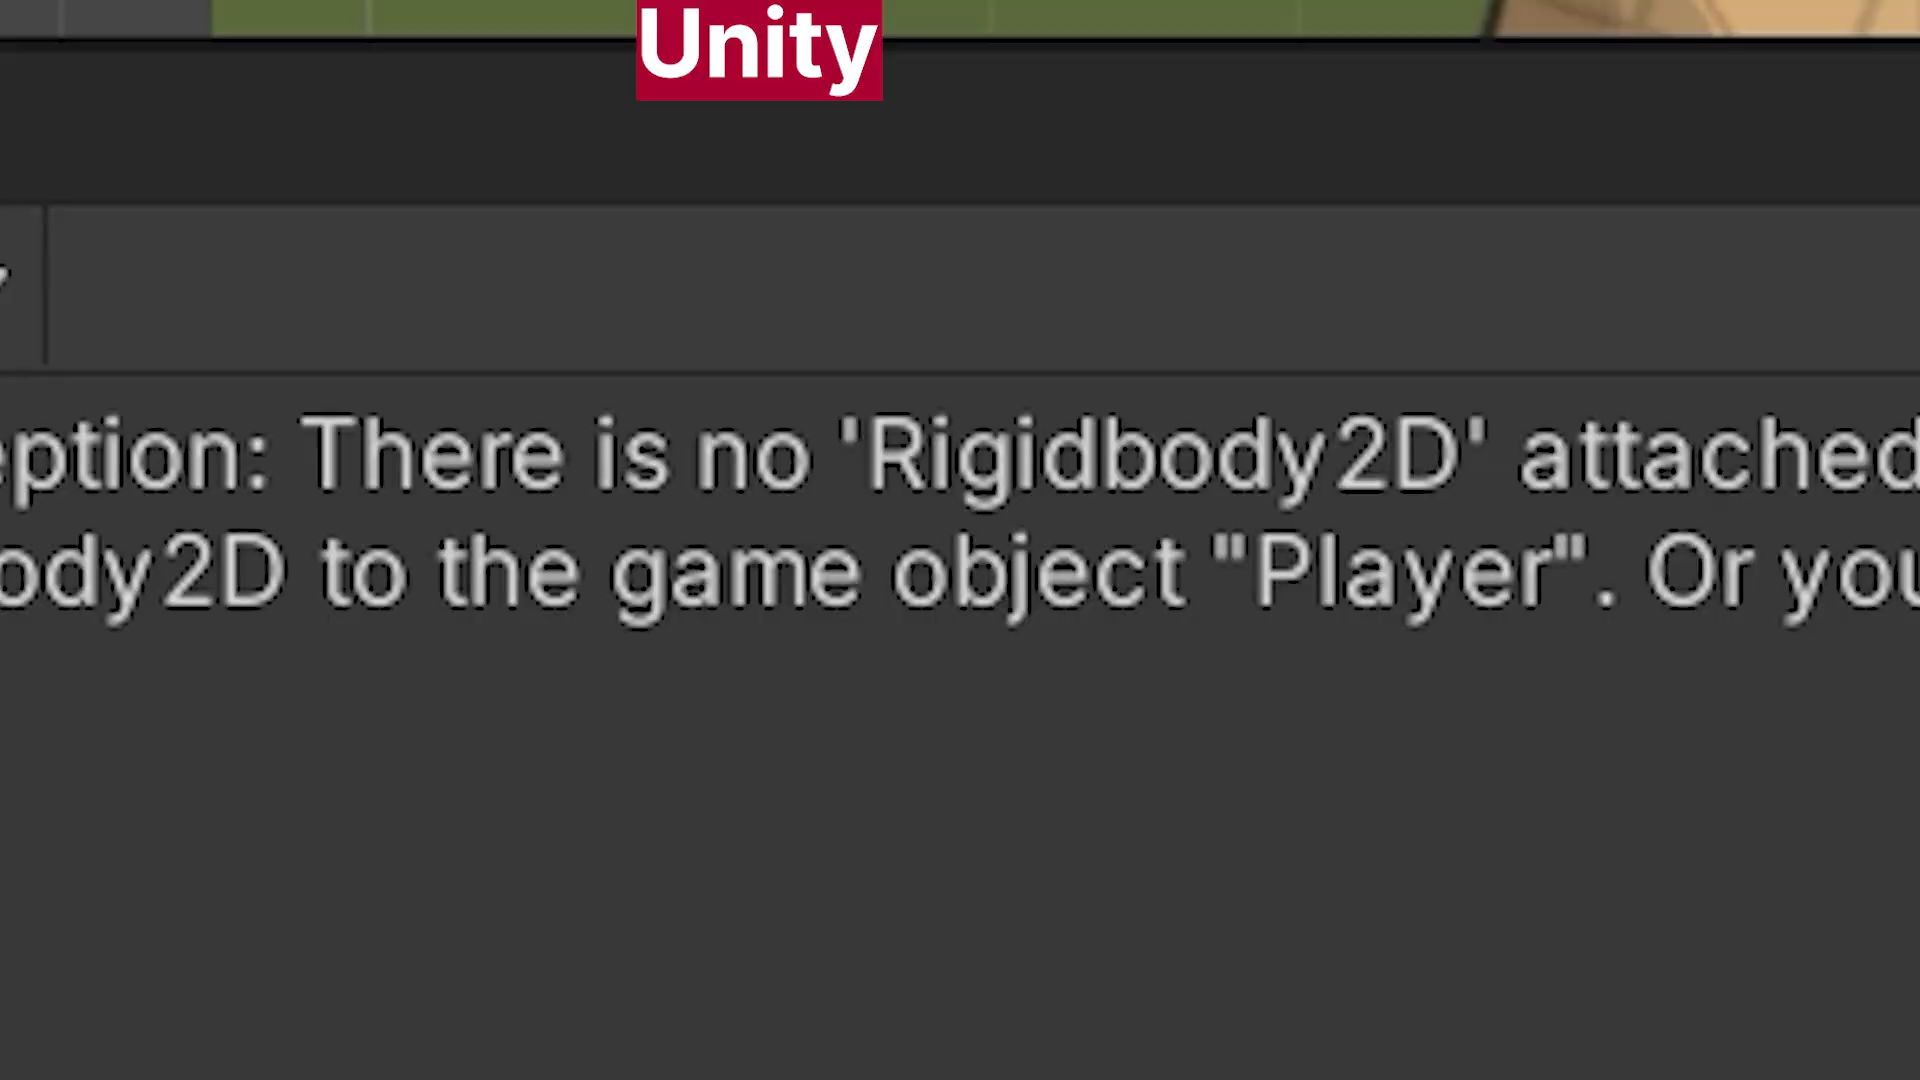 Unity
eption: There is no 'Rigidbody2D' attached
ody2D to the game object "Player". Or you